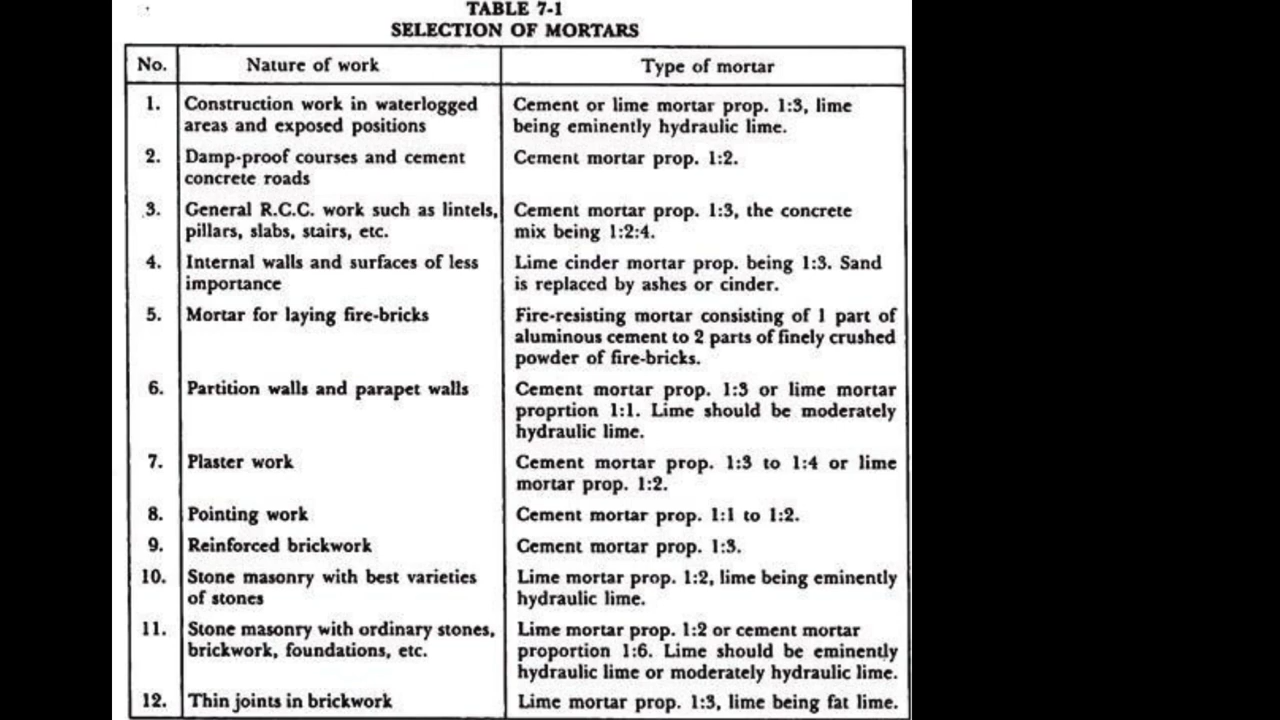 TABLE 7-1
SELECTION OF MORTARS
No. Nature of work Type of mortar
1. Construction work in waterlogged areas and exposed positions Cement or lime mortar prop. 1:3, lime being eminently hydraulic lime.
2. Damp-proof courses and cement concrete roads Cement mortar prop. 1:2.
3. General R.C.C. work such as lintels, pillars, slabs, stairs, etc. Cement mortar prop. 1:3, the concrete mix being 1:2:4.
4. Internal walls and surfaces of less importance Lime cinder mortar prop. being 1:3. Sand is replaced by ashes or cinder.
5. Mortar for laying fire-bricks Fire-resisting mortar consisting of 1 part of aluminous cement to 2 parts of finely crushed powder of fire-bricks.
6. Partition walls and parapet walls Cement mortar prop. 1:3 or lime mortar proprtion 1:1. Lime should be moderately hydraulic lime.
7. Plaster work Cement mortar prop. 1:3 to 1:4 or lime mortar prop. 1:2.
8. Pointing work Cement mortar prop. 1:1 to 1:2.
9. Reinforced brickwork Cement mortar prop. 1:3.
10. Stone masonry with best varieties of stones Lime mortar prop. 1:2, lime being eminently hydraulic lime.
11. Stone masonry with ordinary stones, brickwork, foundations, etc. Lime mortar prop. 1:2 or cement mortar proportion 1:6. Lime should be eminently hydraulic lime or moderately hydraulic lime.
12. Thin joints in brickwork Lime mortar prop. 1:3, lime being fat lime.